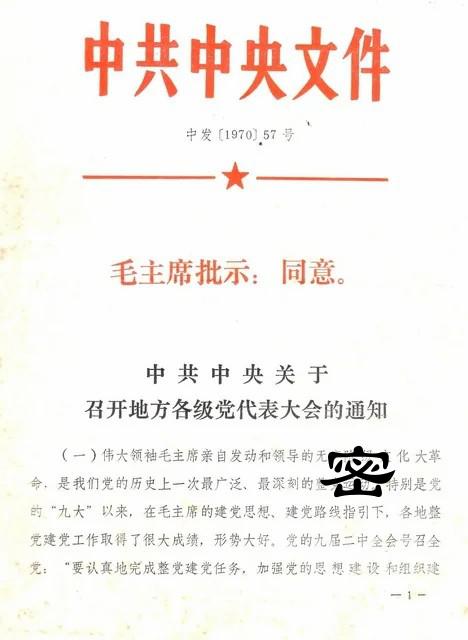 中共中央文件
中发〔1970〕57号
毛主席批示：同意。
中共中央关于
召开地方各级党代表大会的通知
（一）伟大领袖毛主席亲自发动和领导的无 化大革
命，是我们党的历史上一次最广泛、最深刻的整 特别是党
密
的“九大”以来，在毛主席的建党思想、建党路线指引下，各地整
党建党工作取得了很大成绩，形势大好。党的九届二中全会号召全
党：“要认真地完成整党建党任务，加强党的思想建设和组织建
—1—